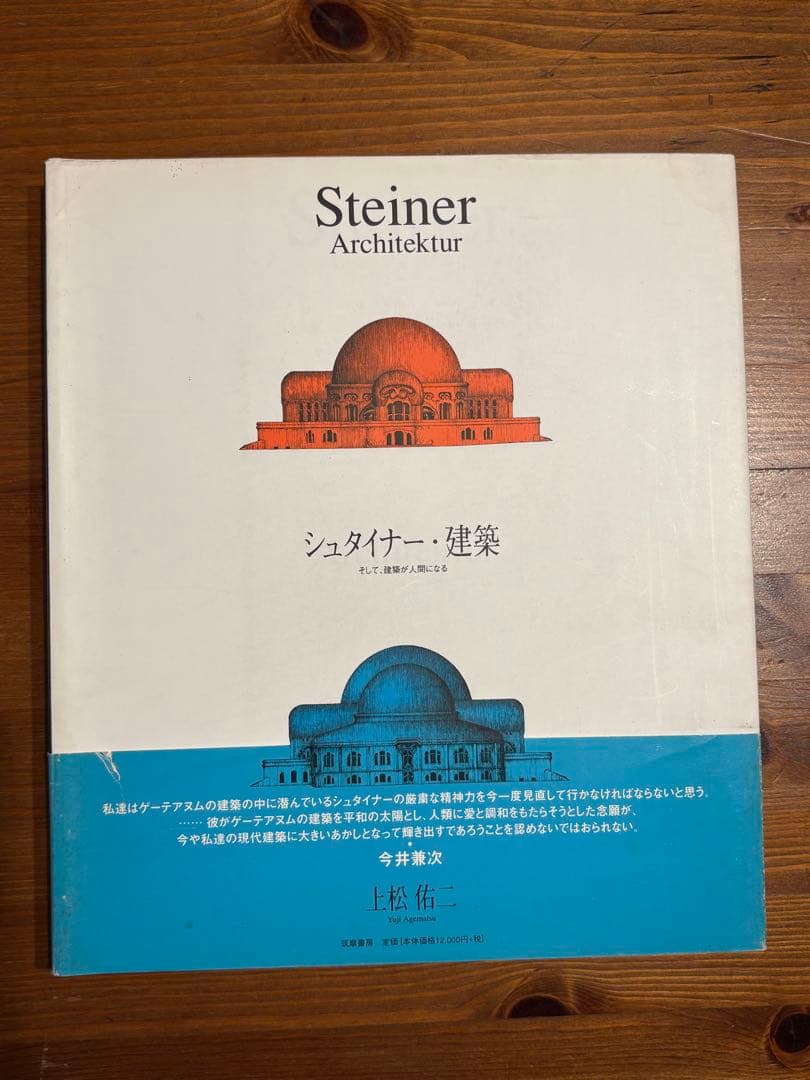 Steiner
Architektur
シュタイナー・建築
そして、建築が人間になる
私達はゲーテアヌムの建築の中に潜んでいるシュタイナーの厳粛な精神力を今一度見直して行かなければならないと思う。
……彼がゲーテアヌムの建築を平和の太陽とし、人類に愛と調和をもたらそうとした念願が、
今や私達の現代建築に大きいあかしとなって輝き出すであろうことを認めないではおられない。
今井兼次
上松 佑二
Yuji Agematsu
筑摩書房 定価[本体価格12,000円+税]